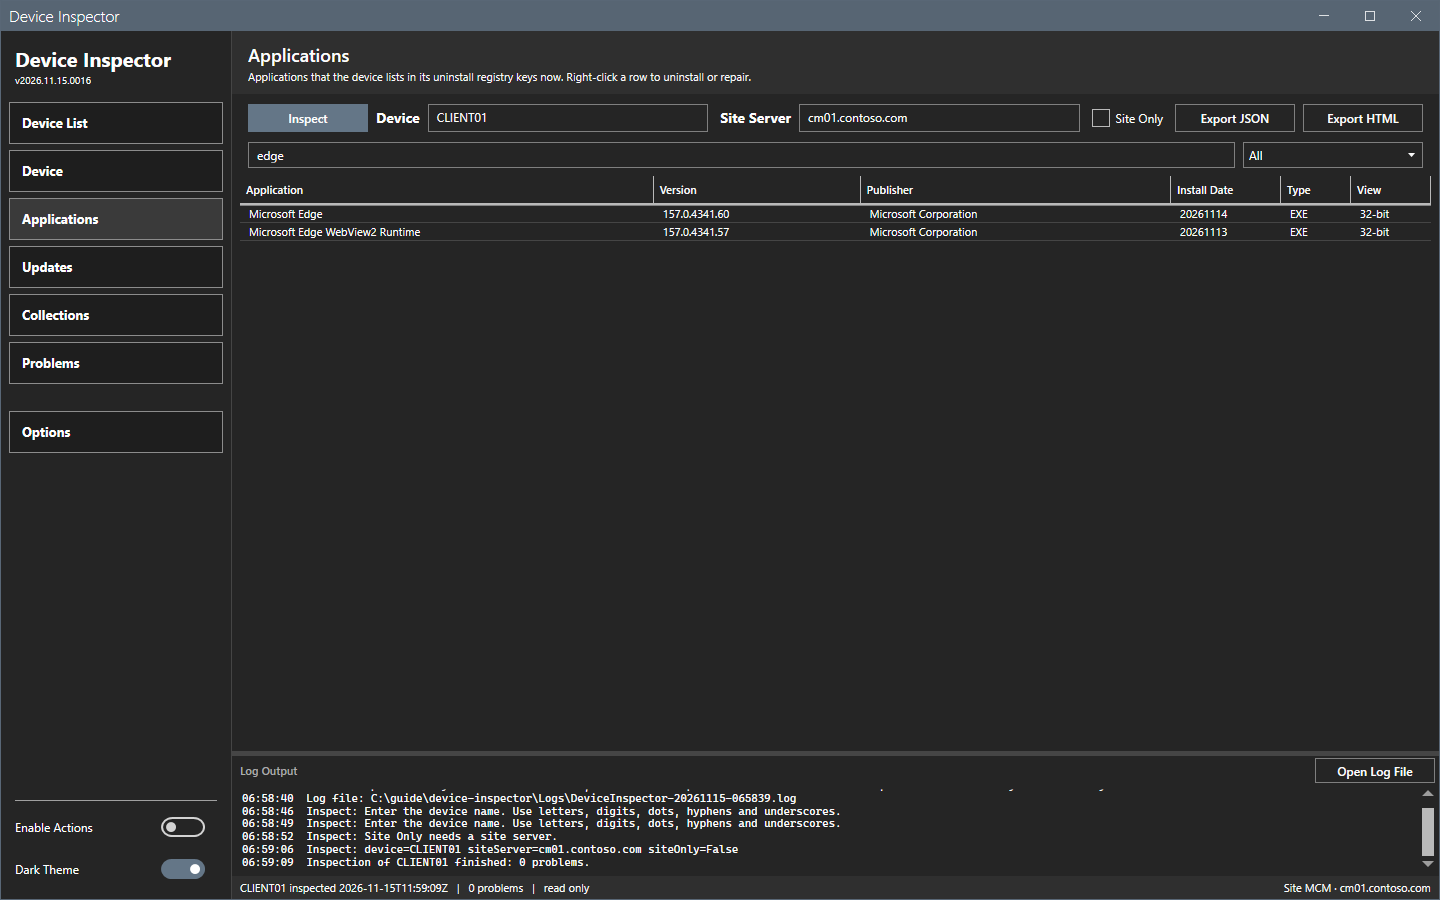 Device Inspector
Device Inspector
v2026.11.15.0016
Device List
Device
Applications
Updates
Collections
Problems
Options
Enable Actions
Dark Theme
Applications
Applications that the device lists in its uninstall registry keys now. Right-click a row to uninstall or repair.
Inspect Device CLIENT01 Site Server cm01.contoso.com Site Only Export JSON Export HTML
edge All
Application Version Publisher Install Date Type View
Microsoft Edge 157.0.4341.60 Microsoft Corporation 20261114 EXE 32-bit
Microsoft Edge WebView2 Runtime 157.0.4341.57 Microsoft Corporation 20261113 EXE 32-bit
Log Output Open Log File
06:58:40 Log file: C:\guide\device-inspector\Logs\DeviceInspector-20261115-065839.log
06:58:46 Inspect: Enter the device name. Use letters, digits, dots, hyphens and underscores.
06:58:49 Inspect: Enter the device name. Use letters, digits, dots, hyphens and underscores.
06:58:52 Inspect: Site Only needs a site server.
06:59:06 Inspect: device=CLIENT01 siteServer=cm01.contoso.com siteOnly=False
06:59:09 Inspection of CLIENT01 finished: 0 problems.
CLIENT01 inspected 2026-11-15T11:59:09Z | 0 problems | read only Site MCM · cm01.contoso.com